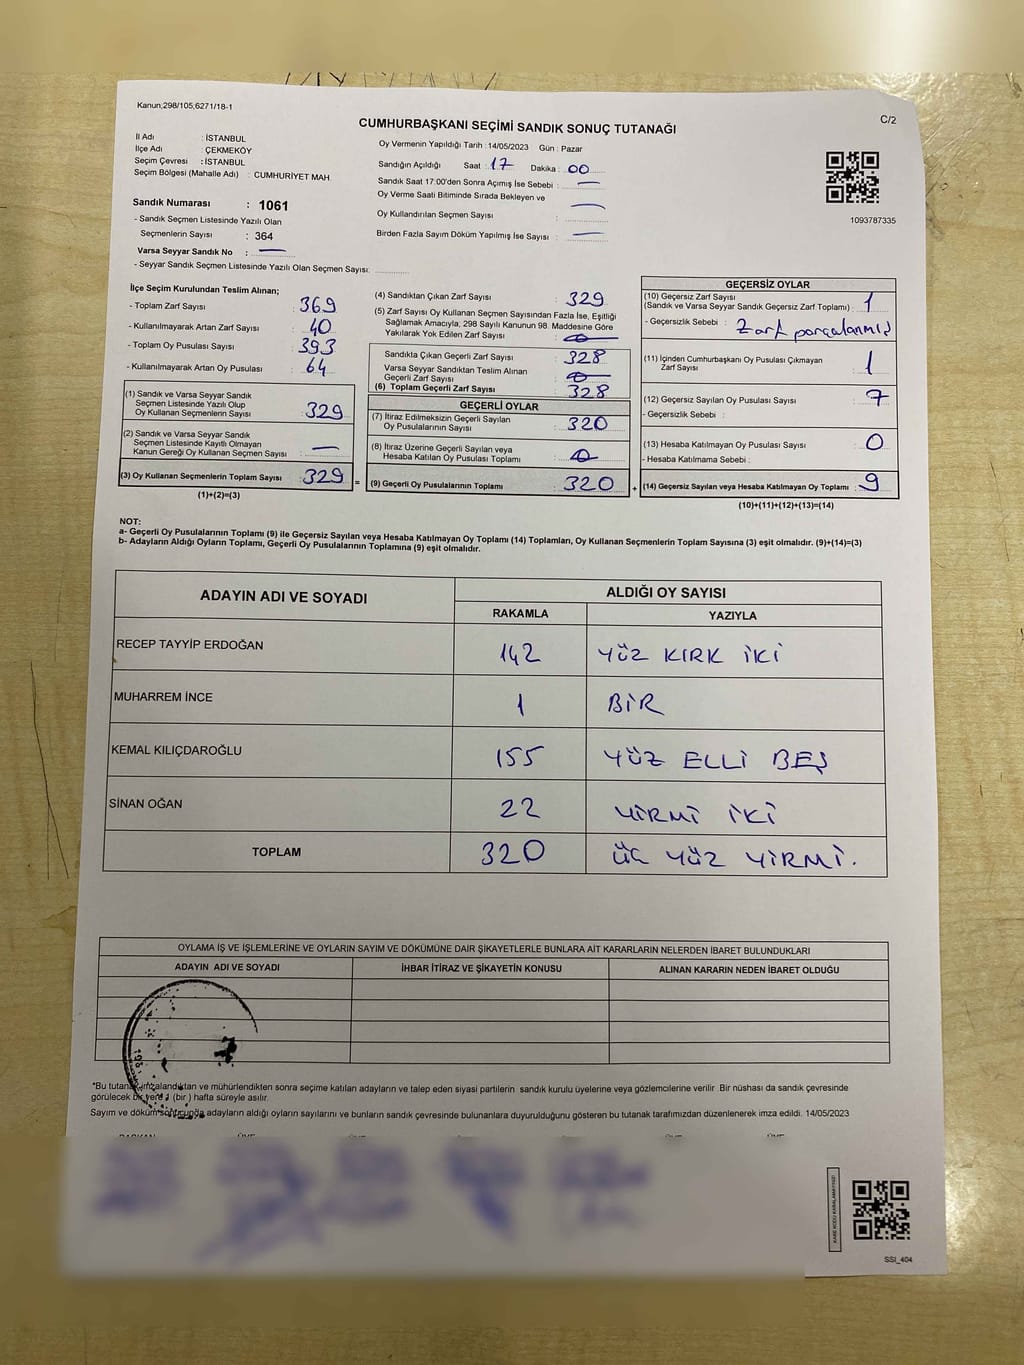 Kanun;298/105;6271/18-1
C/2
CUMHURBAŞKANI SEÇİMİ SANDIK SONUÇ TUTANAĞI
İl Adı : İSTANBUL
İlçe Adı : ÇEKMEKÖY
Seçim Çevresi : İSTANBUL
Seçim Bölgesi (Mahalle Adı) : CUMHURİYET MAH.
Oy Vermenin Yapıldığı Tarih : 14/05/2023 Gün : Pazar
Sandığın Açıldığı Saat : 17 Dakika : 00
Sandık Saat 17:00'den Sonra Açımış İse Sebebi : —
Oy Verme Saati Bitiminde Sırada Bekleyen ve —
Oy Kullandırılan Seçmen Sayısı :
Birden Fazla Sayım Döküm Yapılmış İse Sayısı : —
1093787335
Sandık Numarası : 1061
- Sandık Seçmen Listesinde Yazılı Olan
Seçmenlerin Sayısı : 364
Varsa Seyyar Sandık No : —
- Seyyar Sandık Seçmen Listesinde Yazılı Olan Seçmen Sayısı:
İlçe Seçim Kurulundan Teslim Alınan;
- Toplam Zarf Sayısı 369
- Kullanılmayarak Artan Zarf Sayısı : 40
- Toplam Oy Pusulası Sayısı : 393
- Kullanılmayarak Artan Oy Pusulası : 64
(1) Sandık ve Varsa Seyyar Sandık
Seçmen Listesinde Yazılı Olup
Oy Kullanan Seçmenlerin Sayısı : 329
(2) Sandık ve Varsa Seyyar Sandık
Seçmen Listesinde Kayıtlı Olmayan
Kanun Gereği Oy Kullanan Seçmen Sayısı : —
(3) Oy Kullanan Seçmenlerin Toplam Sayısı : 329 =
(1)+(2)=(3)
(4) Sandıktan Çıkan Zarf Sayısı : 329
(5) Zarf Sayısı Oy Kullanan Seçmen Sayısından Fazla İse, Eşitliği
Sağlamak Amacıyla; 298 Sayılı Kanunun 98. Maddesine Göre
Yakılarak Yok Edilen Zarf Sayısı : 0
Sandıkta Çıkan Geçerli Zarf Sayısı : 328
Varsa Seyyar Sandıktan Teslim Alınan
Geçerli Zarf Sayısı : 0
(6) Toplam Geçerli Zarf Sayısı : 328
GEÇERLİ OYLAR
(7) İtiraz Edilmeksizin Geçerli Sayılan
Oy Pusulalarının Sayısı : 320
(8) İtiraz Üzerine Geçerli Sayılan veya
Hesaba Katılan Oy Pusulası Toplamı : 0
(9) Geçerli Oy Pusulalarının Toplamı : 320 +
GEÇERSİZ OYLAR
(10) Geçersiz Zarf Sayısı
(Sandık ve Varsa Seyyar Sandık Geçersiz Zarf Toplamı) : 1
- Geçersizlik Sebebi : Zarf parçalanmış
(11) İçinden Cumhurbaşkanı Oy Pusulası Çıkmayan
Zarf Sayısı : 1
(12) Geçersiz Sayılan Oy Pusulası Sayısı : 7
- Geçersizlik Sebebi :
(13) Hesaba Katılmayan Oy Pusulası Sayısı : 0
- Hesaba Katılmama Sebebi :
(14) Geçersiz Sayılan veya Hesaba Katılmayan Oy Toplamı : 9
(10)+(11)+(12)+(13)=(14)
NOT:
a- Geçerli Oy Pusulalarının Toplamı (9) ile Geçersiz Sayılan veya Hesaba Katılmayan Oy Toplamı (14) Toplamları, Oy Kullanan Seçmenlerin Toplam Sayısına (3) eşit olmalıdır. (9)+(14)=(3)
b- Adayların Aldığı Oyların Toplamı, Geçerli Oy Pusulalarının Toplamına (9) eşit olmalıdır.
ADAYIN ADI VE SOYADI ALDIĞI OY SAYISI
RAKAMLA YAZIYLA
RECEP TAYYİP ERDOĞAN 142 YÜZ KIRK İKİ
MUHARREM İNCE 1 BİR
KEMAL KILIÇDAROĞLU 155 YÜZ ELLİ BEŞ
SİNAN OĞAN 22 YİRMİ İKİ
TOPLAM 320 ÜÇ YÜZ YİRMİ.
OYLAMA İŞ VE İŞLEMLERİNE VE OYLARIN SAYIM VE DÖKÜMÜNE DAİR ŞİKAYETLERLE BUNLARA AİT KARARLARIN NELERDEN İBARET BULUNDUKLARI
ADAYIN ADI VE SOYADI İHBAR İTİRAZ VE ŞİKAYETİN KONUSU ALINAN KARARIN NEDEN İBARET OLDUĞU
*Bu tutanak imzalandıktan ve mühürlendikten sonra seçime katılan adayların ve talep eden siyasi partilerin sandık kurulu üyelerine veya gözlemcilerine verilir. Bir nüshası da sandık çevresinde
görülecek bir yere 1 (bir) hafta süreyle asılır.
Sayım ve döküm sonucunda adayların aldığı oyların sayılarını ve bunların sandık çevresinde bulunanlara duyurulduğunu gösteren bu tutanak tarafımızdan düzenlenerek imza edildi. 14/05/2023
KARE KODU KARALAMAYINIZ!
SSI_404